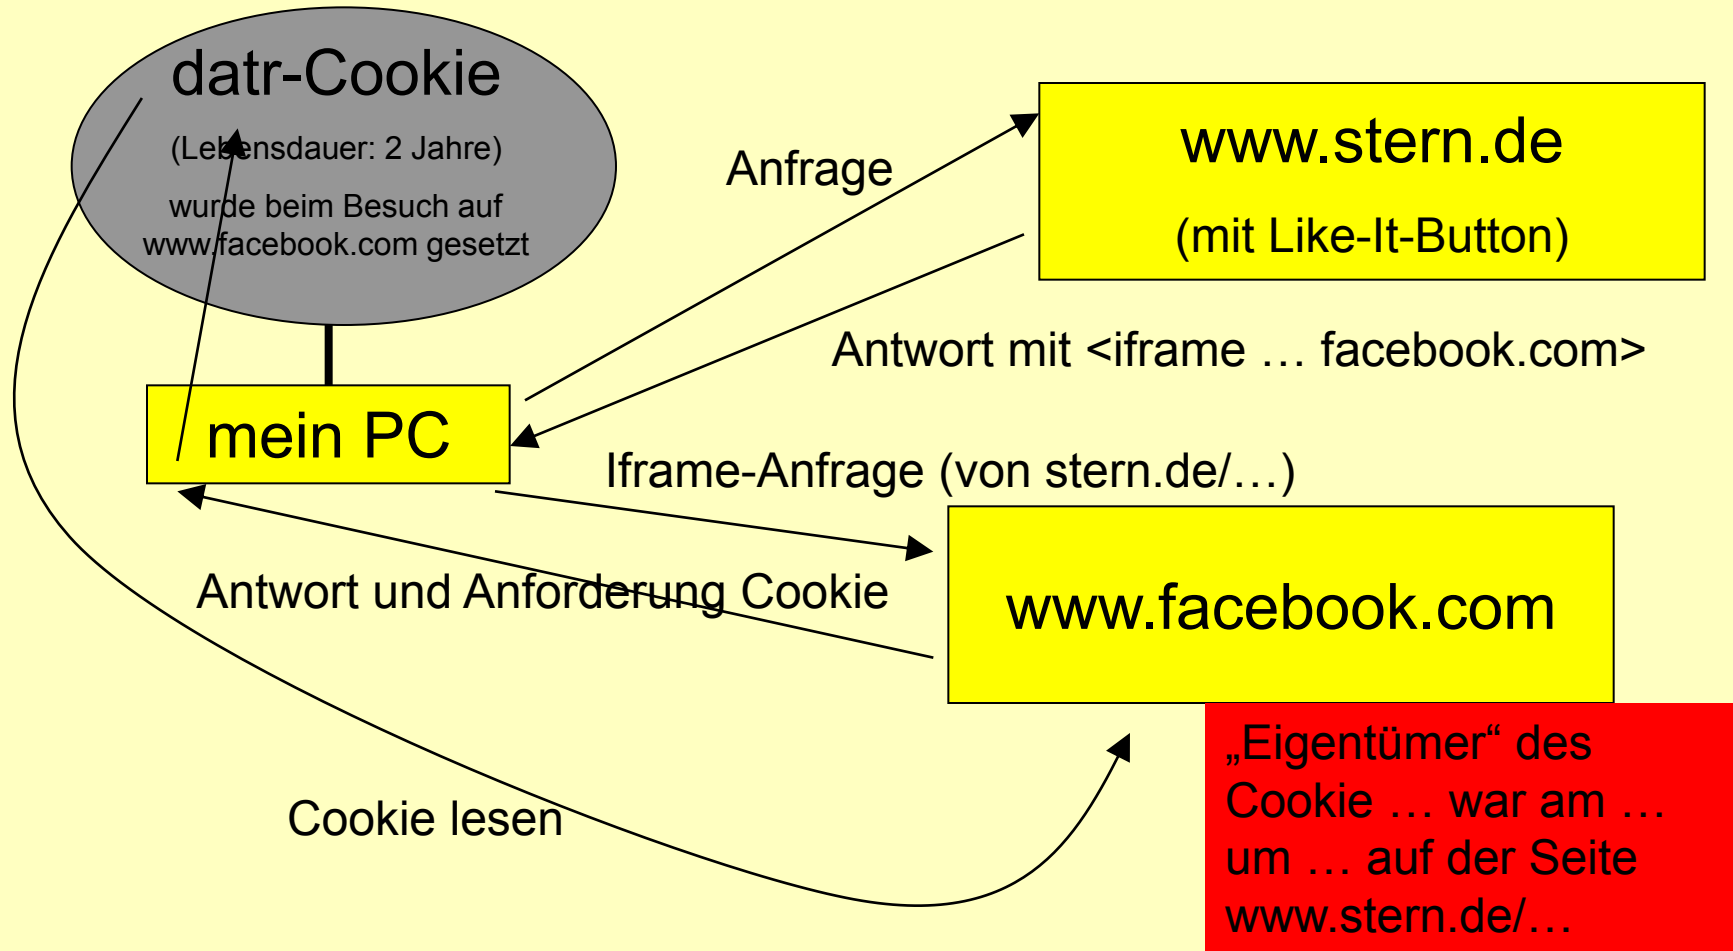 datr-Cookie
(Lebensdauer: 2 Jahre)
wurde beim Besuch auf
www.facebook.com gesetzt
Anfrage
www.stern.de
(mit Like-It-Button)
Antwort mit <iframe … facebook.com>
mein PC
Iframe-Anfrage (von stern.de/…)
Antwort und Anforderung Cookie
www.facebook.com
„Eigentümer“ des
Cookie … war am …
um … auf der Seite
www.stern.de/…
Cookie lesen